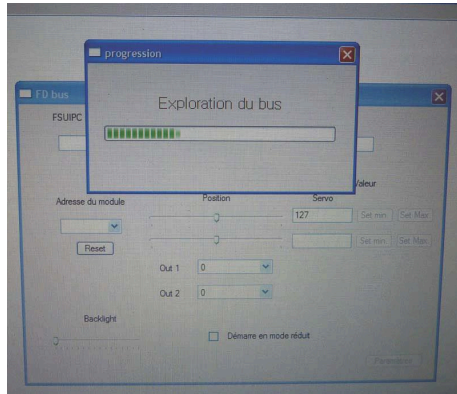 progression
Exploration du bus
FD bus
FSUIPC
Valeur
Adresse du module
Position
Servo
127
Set min
Set Max
Reset
Set min
Set Max
Out 1
0
Out 2
0
Backlight
Démarre en mode réduit
Paramètres